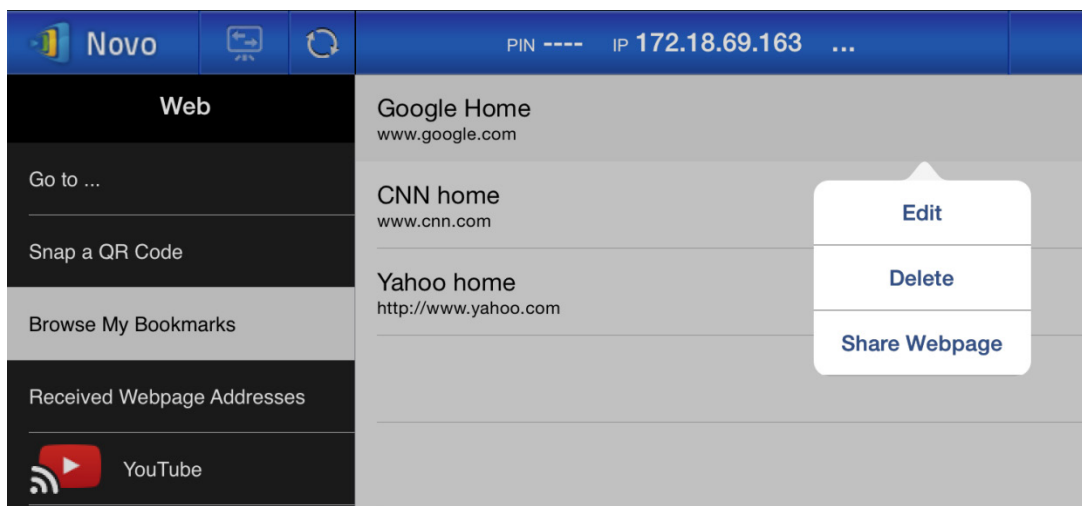 Novo
PIN ---- IP 172.18.69.163 ...
Web
Go to ...
Snap a QR Code
Browse My Bookmarks
Received Webpage Addresses
YouTube
Google Home
www.google.com
CNN home
www.cnn.com
Yahoo home
http://www.yahoo.com
Edit
Delete
Share Webpage